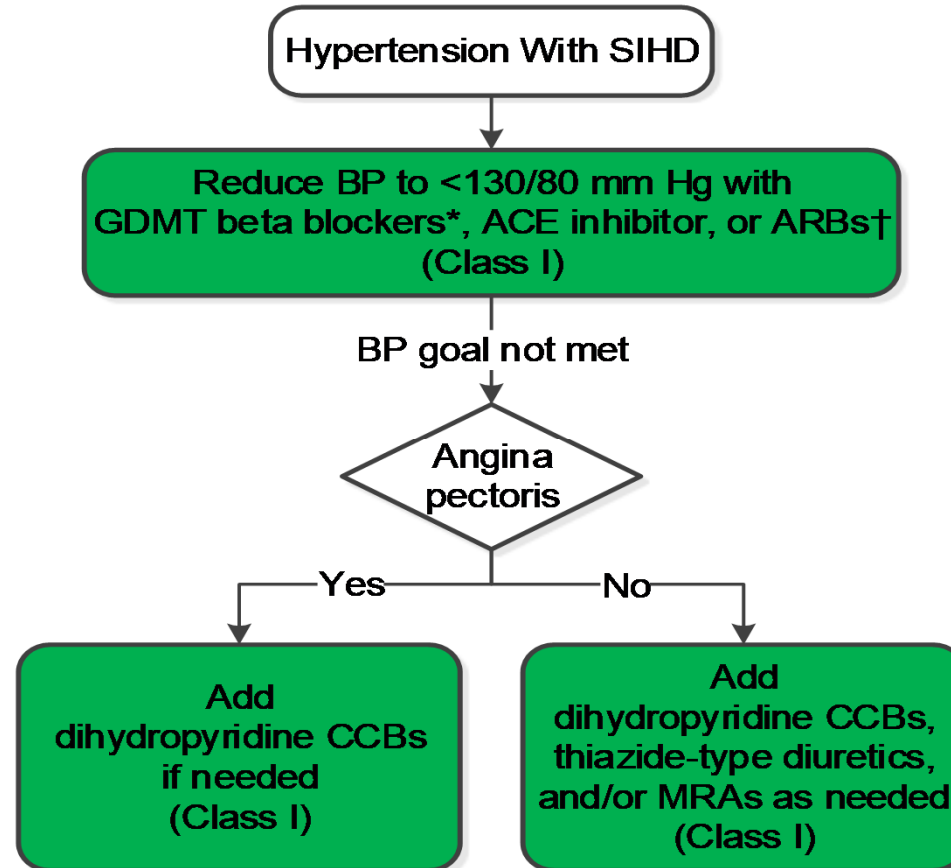 Hypertension With SIHD
Reduce BP to <130/80 mm Hg with
GDMT beta blockers*, ACE inhibitor, or ARBs†
(Class I)
BP goal not met
Angina
pectoris
Yes
No
Add
dihydropyridine CCBs
if needed
(Class I)
Add
dihydropyridine CCBs,
thiazide-type diuretics,
and/or MRAs as needed
(Class I)